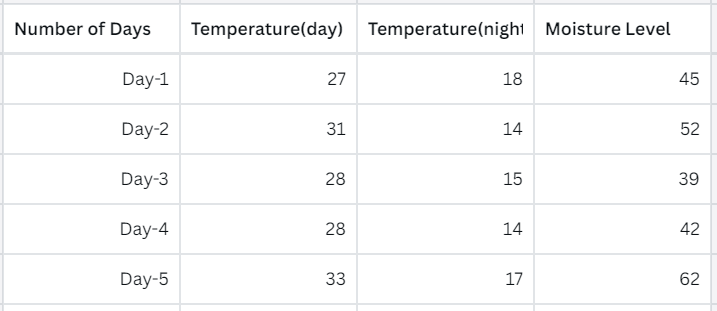 Number of Days Temperature(day) Temperature(night Moisture Level
Day-1 27 18 45
Day-2 31 14 52
Day-3 28 15 39
Day-4 28 14 42
Day-5 33 17 62